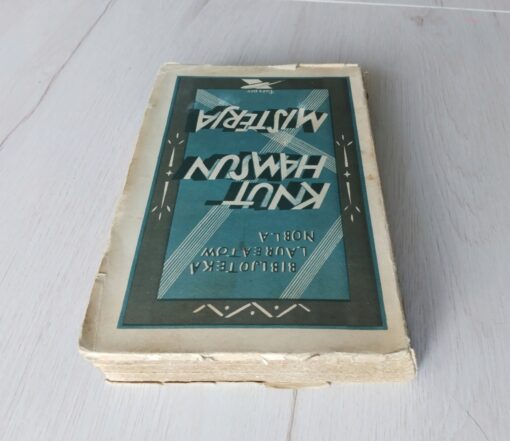 BIBLJOTEKA
LAUREATÓW
NOBLA
KNUT
HAMSUN
MISTERJA